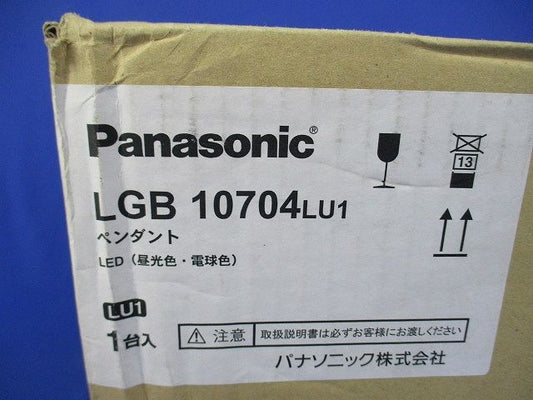 Panasonic®
LGB 10704LU1
ペンダント
LED（昼光色・電球色）
13
LU1
1台入
注意 取扱説明書は必ずお客様にお渡しください
パナソニック株式会社